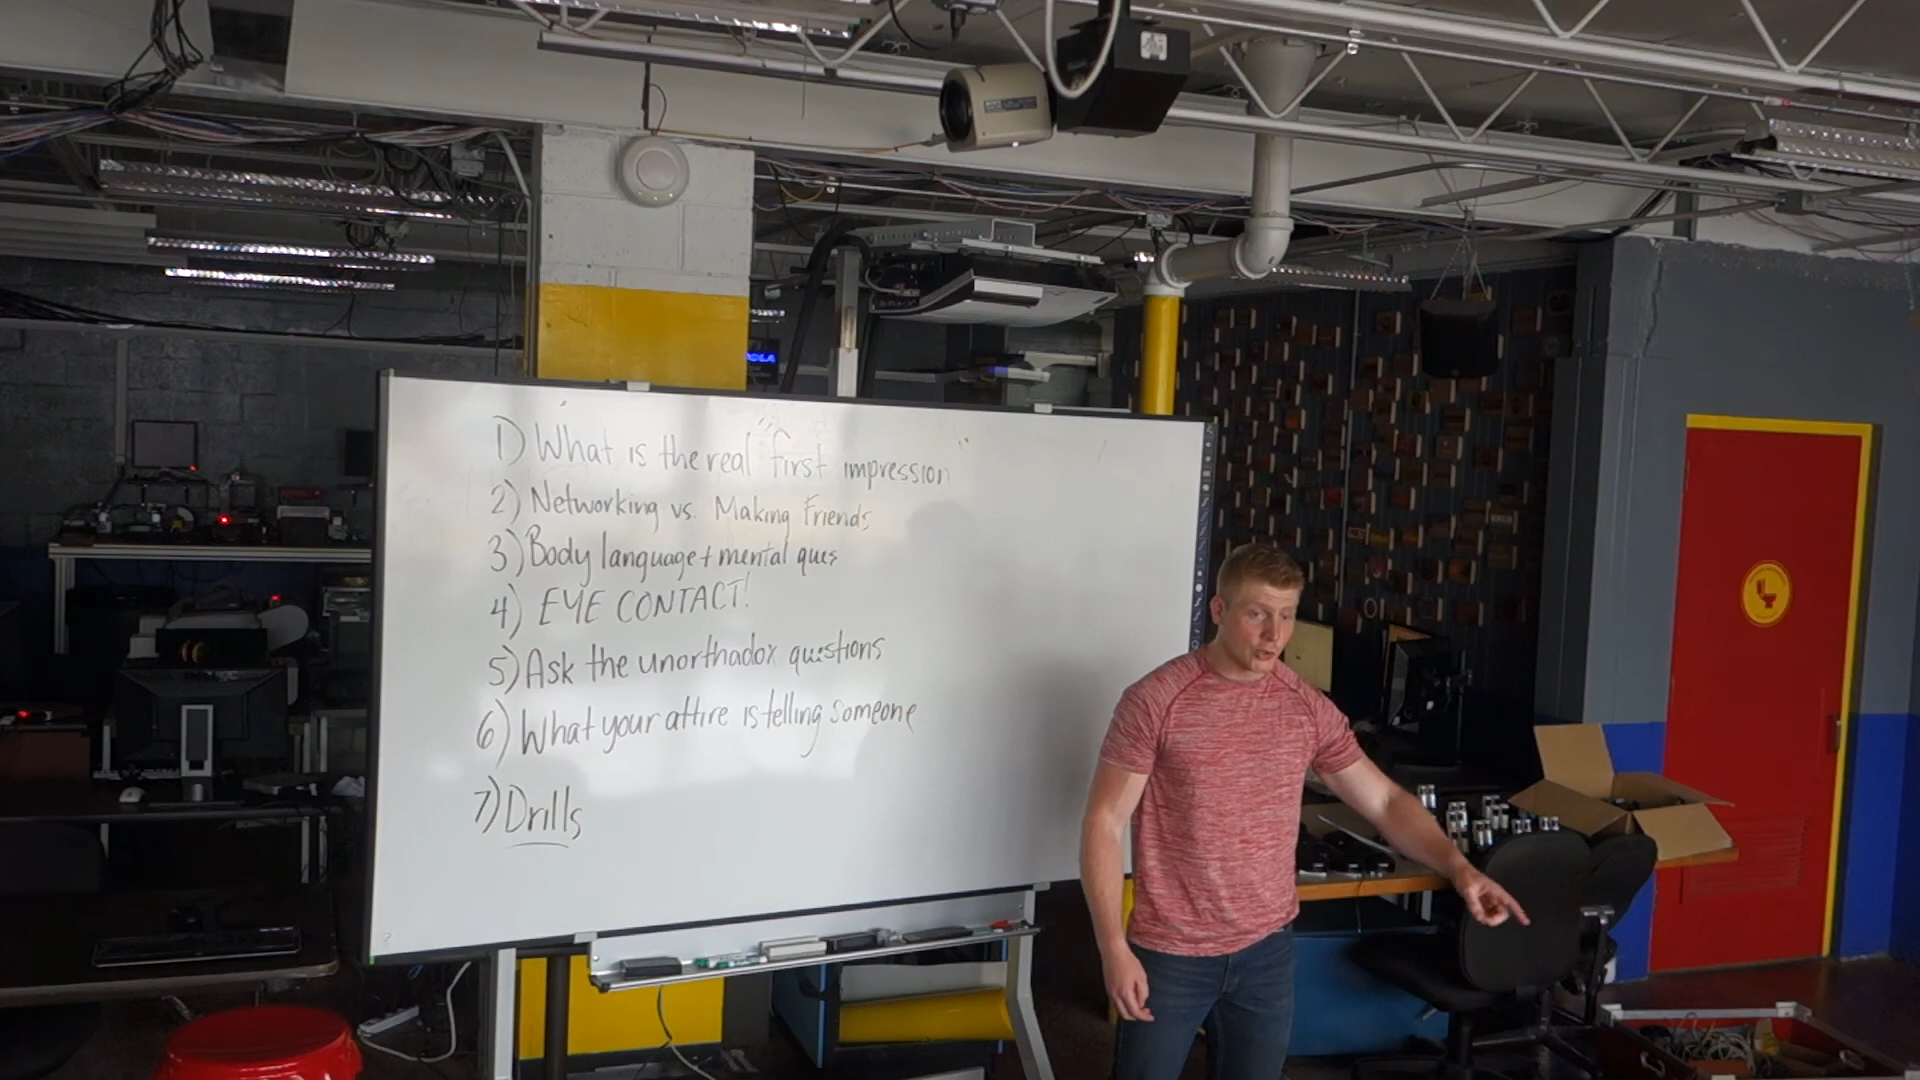 1) What is the real "first impression"
2) Networking vs. Making Friends
3) Body language + mental ques
4) EYE CONTACT!
5) Ask the unorthadox questions
6) What your attire is telling someone
7) Drills